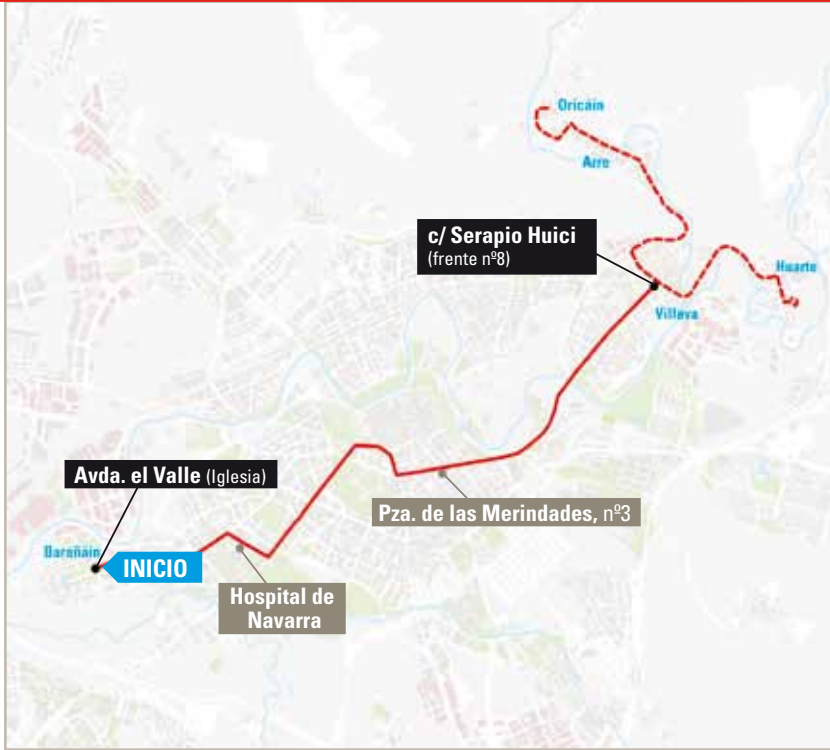 Oricáin
Arre
c/ Serapio Huici
(frente nº8)
Huarte
Villava
Avda. el Valle (Iglesia)
Pza. de las Merindades, nº3
Barañáin
INICIO
Hospital de
Navarra